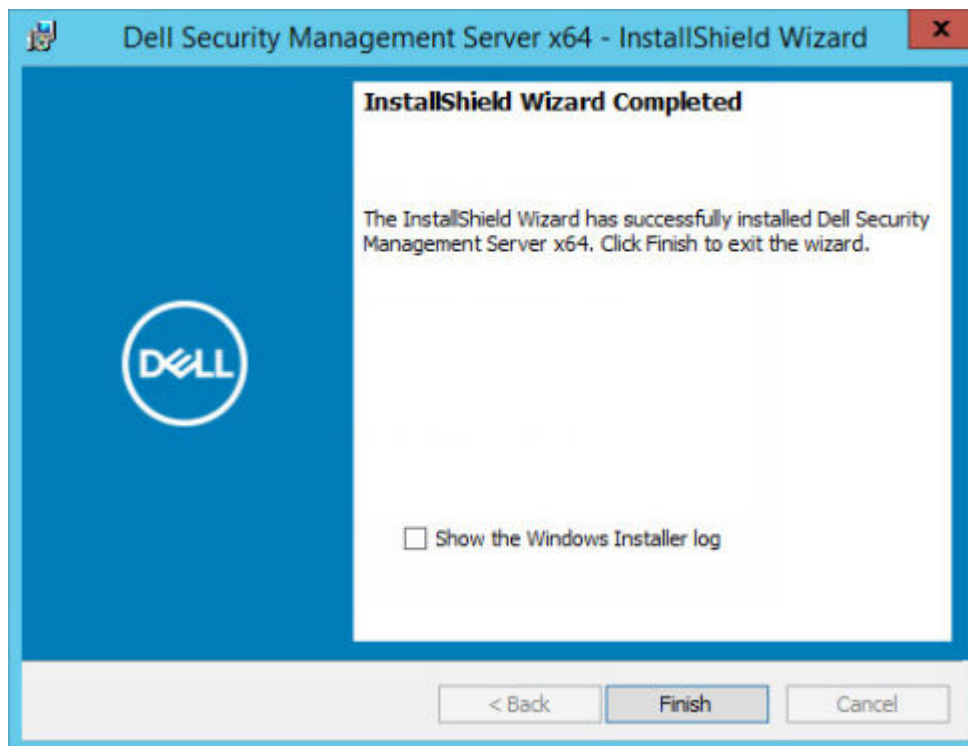 Dell Security Management Server x64 - InstallShield Wizard
x
InstallShield Wizard Completed
The InstallShield Wizard has successfully installed Dell Security
Management Server x64. Click Finish to exit the wizard.
DELL
Show the Windows Installer log
< Back Finish Cancel